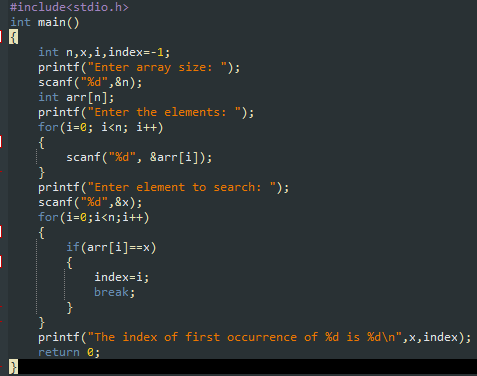 #include<stdio.h>
int main()
{
    int n,x,i,index=-1;
    printf("Enter array size: ");
    scanf("%d",&n);
    int arr[n];
    printf("Enter the elements: ");
    for(i=0; i<n; i++)
    {
        scanf("%d", &arr[i]);
    }
    printf("Enter element to search: ");
    scanf("%d",&x);
    for(i=0;i<n;i++)
    {
        if(arr[i]==x)
        {
            index=i;
            break;
        }
    }
    printf("The index of first occurrence of %d is %d\n",x,index);
    return 0;
}